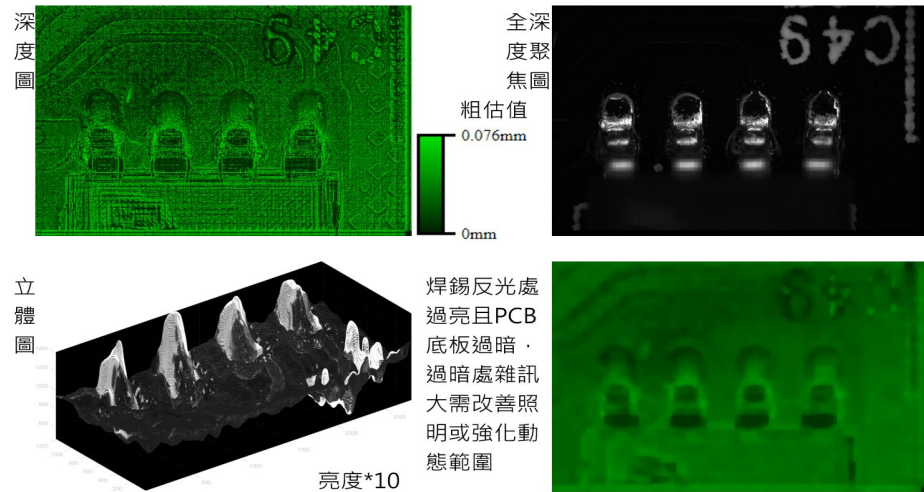 深度圖
全深度聚焦圖
C49
粗估值
0.076mm
0mm
立體圖
焊錫反光處
過亮且PCB
底板過暗，
過暗處雜訊
大需改善照
明或強化動
態範圍
亮度*10